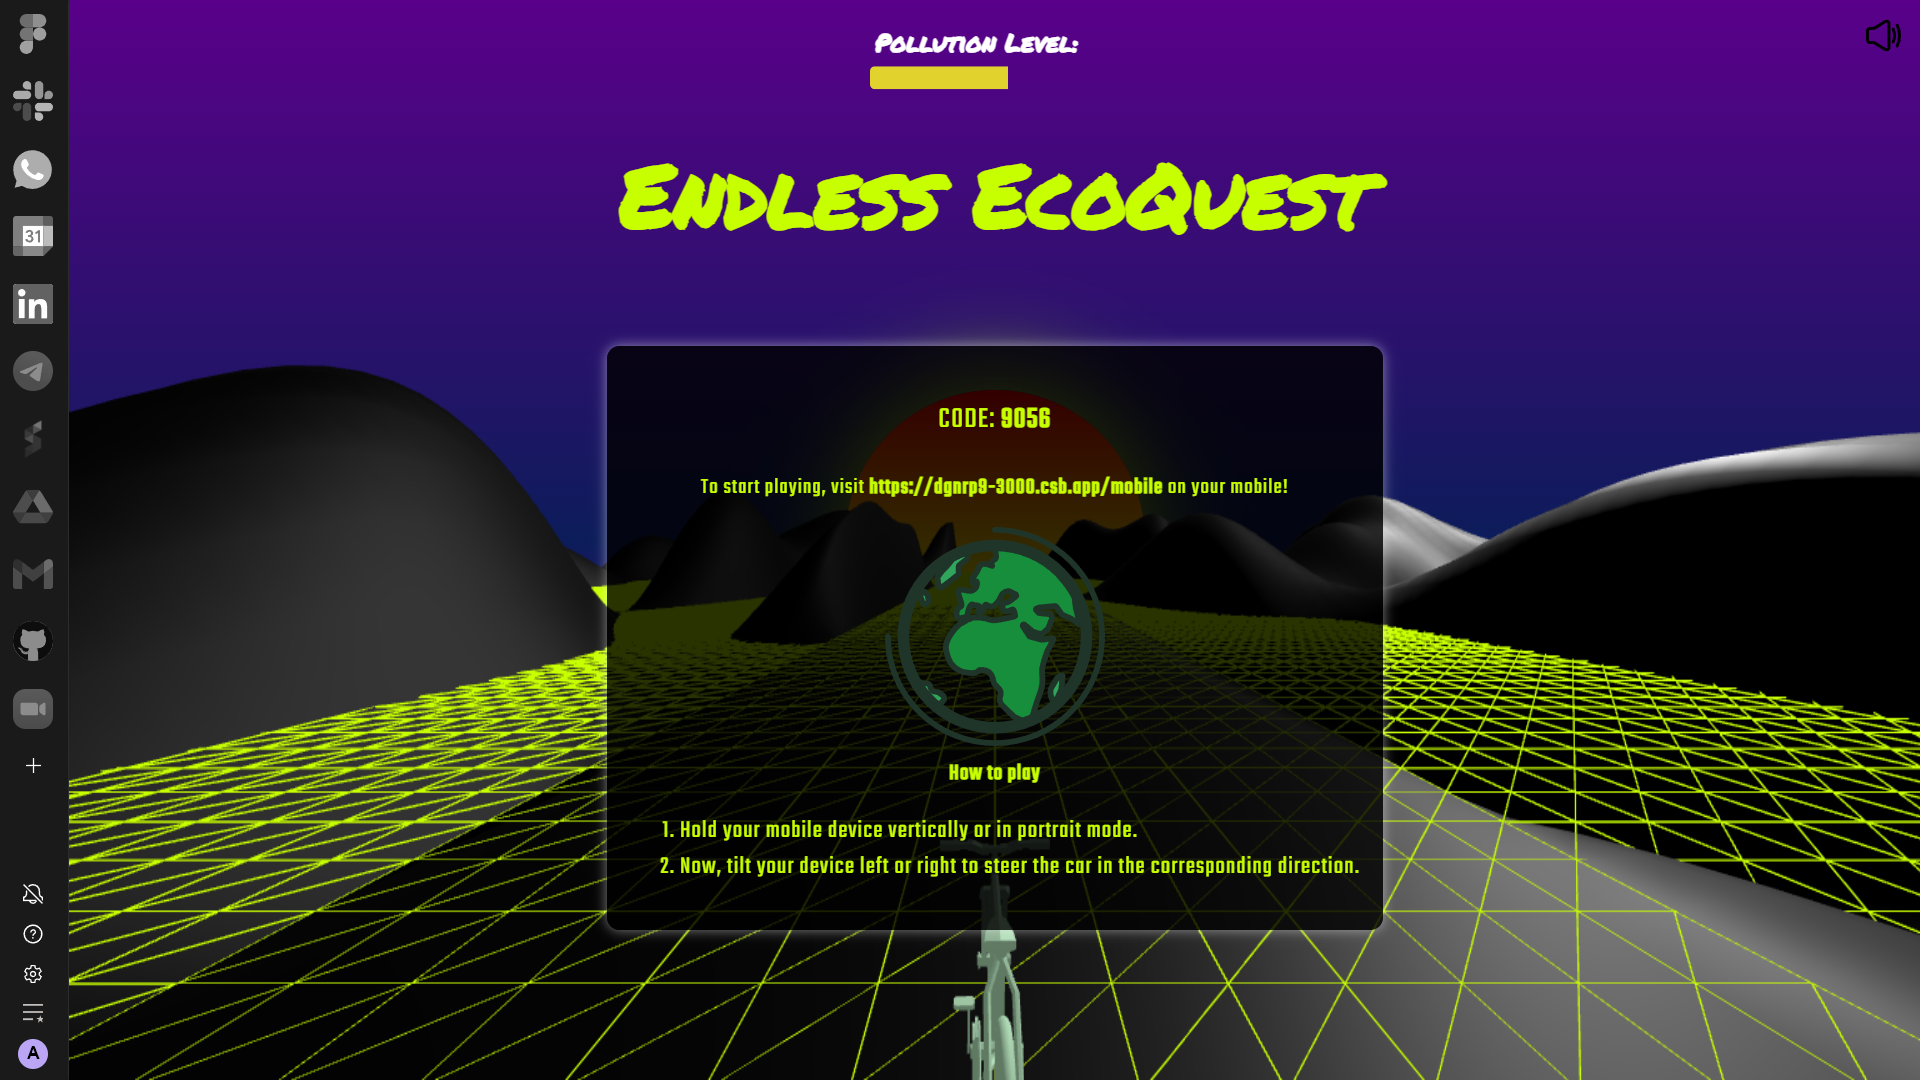 Pollution Level:
Endless EcoQuest
CODE: 9056
To start playing, visit https://dgnrp9-3000.csb.app/mobile on your mobile!
How to play
1. Hold your mobile device vertically or in portrait mode.
2. Now, tilt your device left or right to steer the car in the corresponding direction.
31
in
A